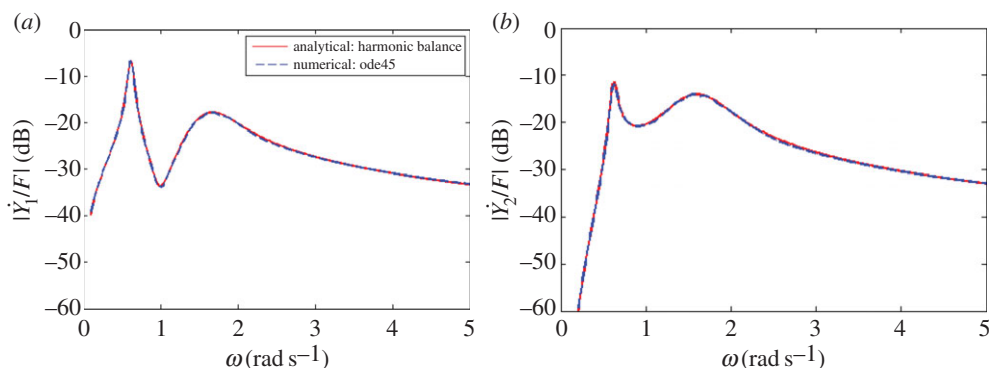 (a)
0
−10
−20
−30
−40
−50
−60
|Ẏ₁/F| (dB)
analytical: harmonic balance
numerical: ode45
0 1 2 3 4 5
ω (rad s⁻¹)
(b)
0
−10
−20
−30
−40
−50
−60
|Ẏ₂/F| (dB)
0 1 2 3 4 5
ω (rad s⁻¹)